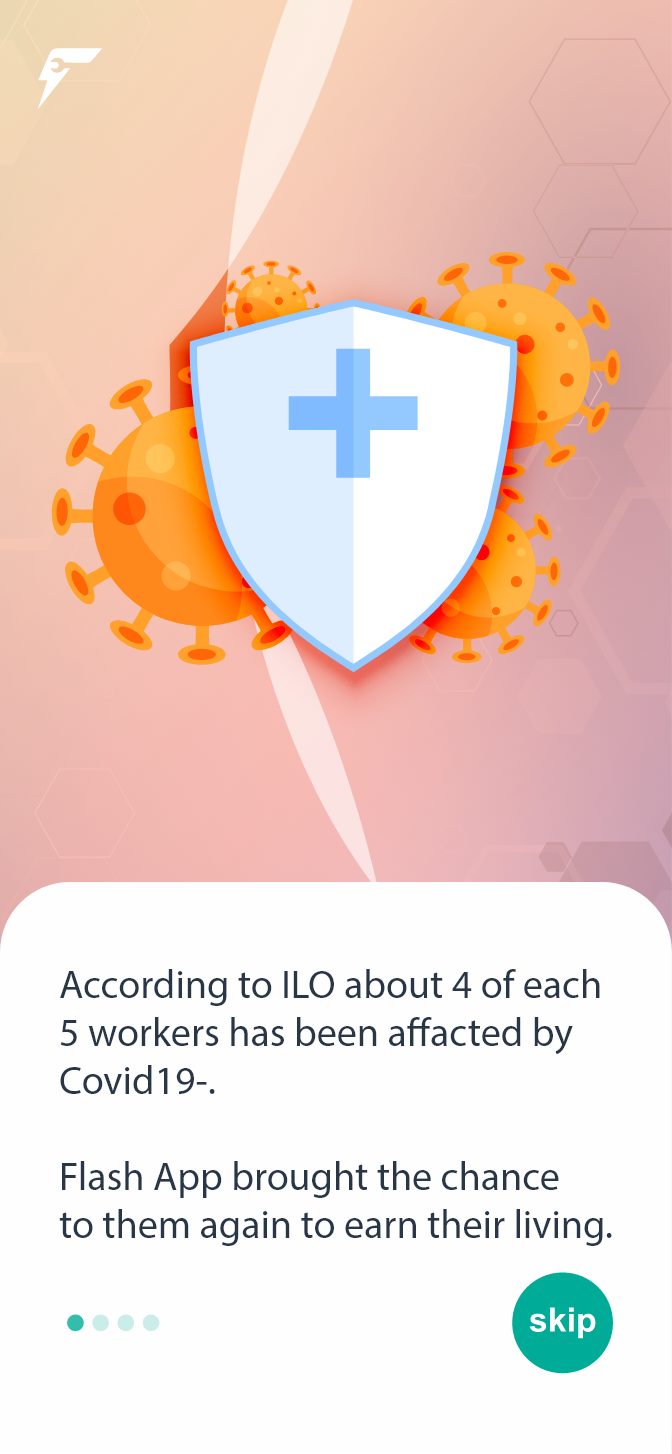 According to ILO about 4 of each
5 workers has been affacted by
Covid19-.
Flash App brought the chance
to them again to earn their living.
skip